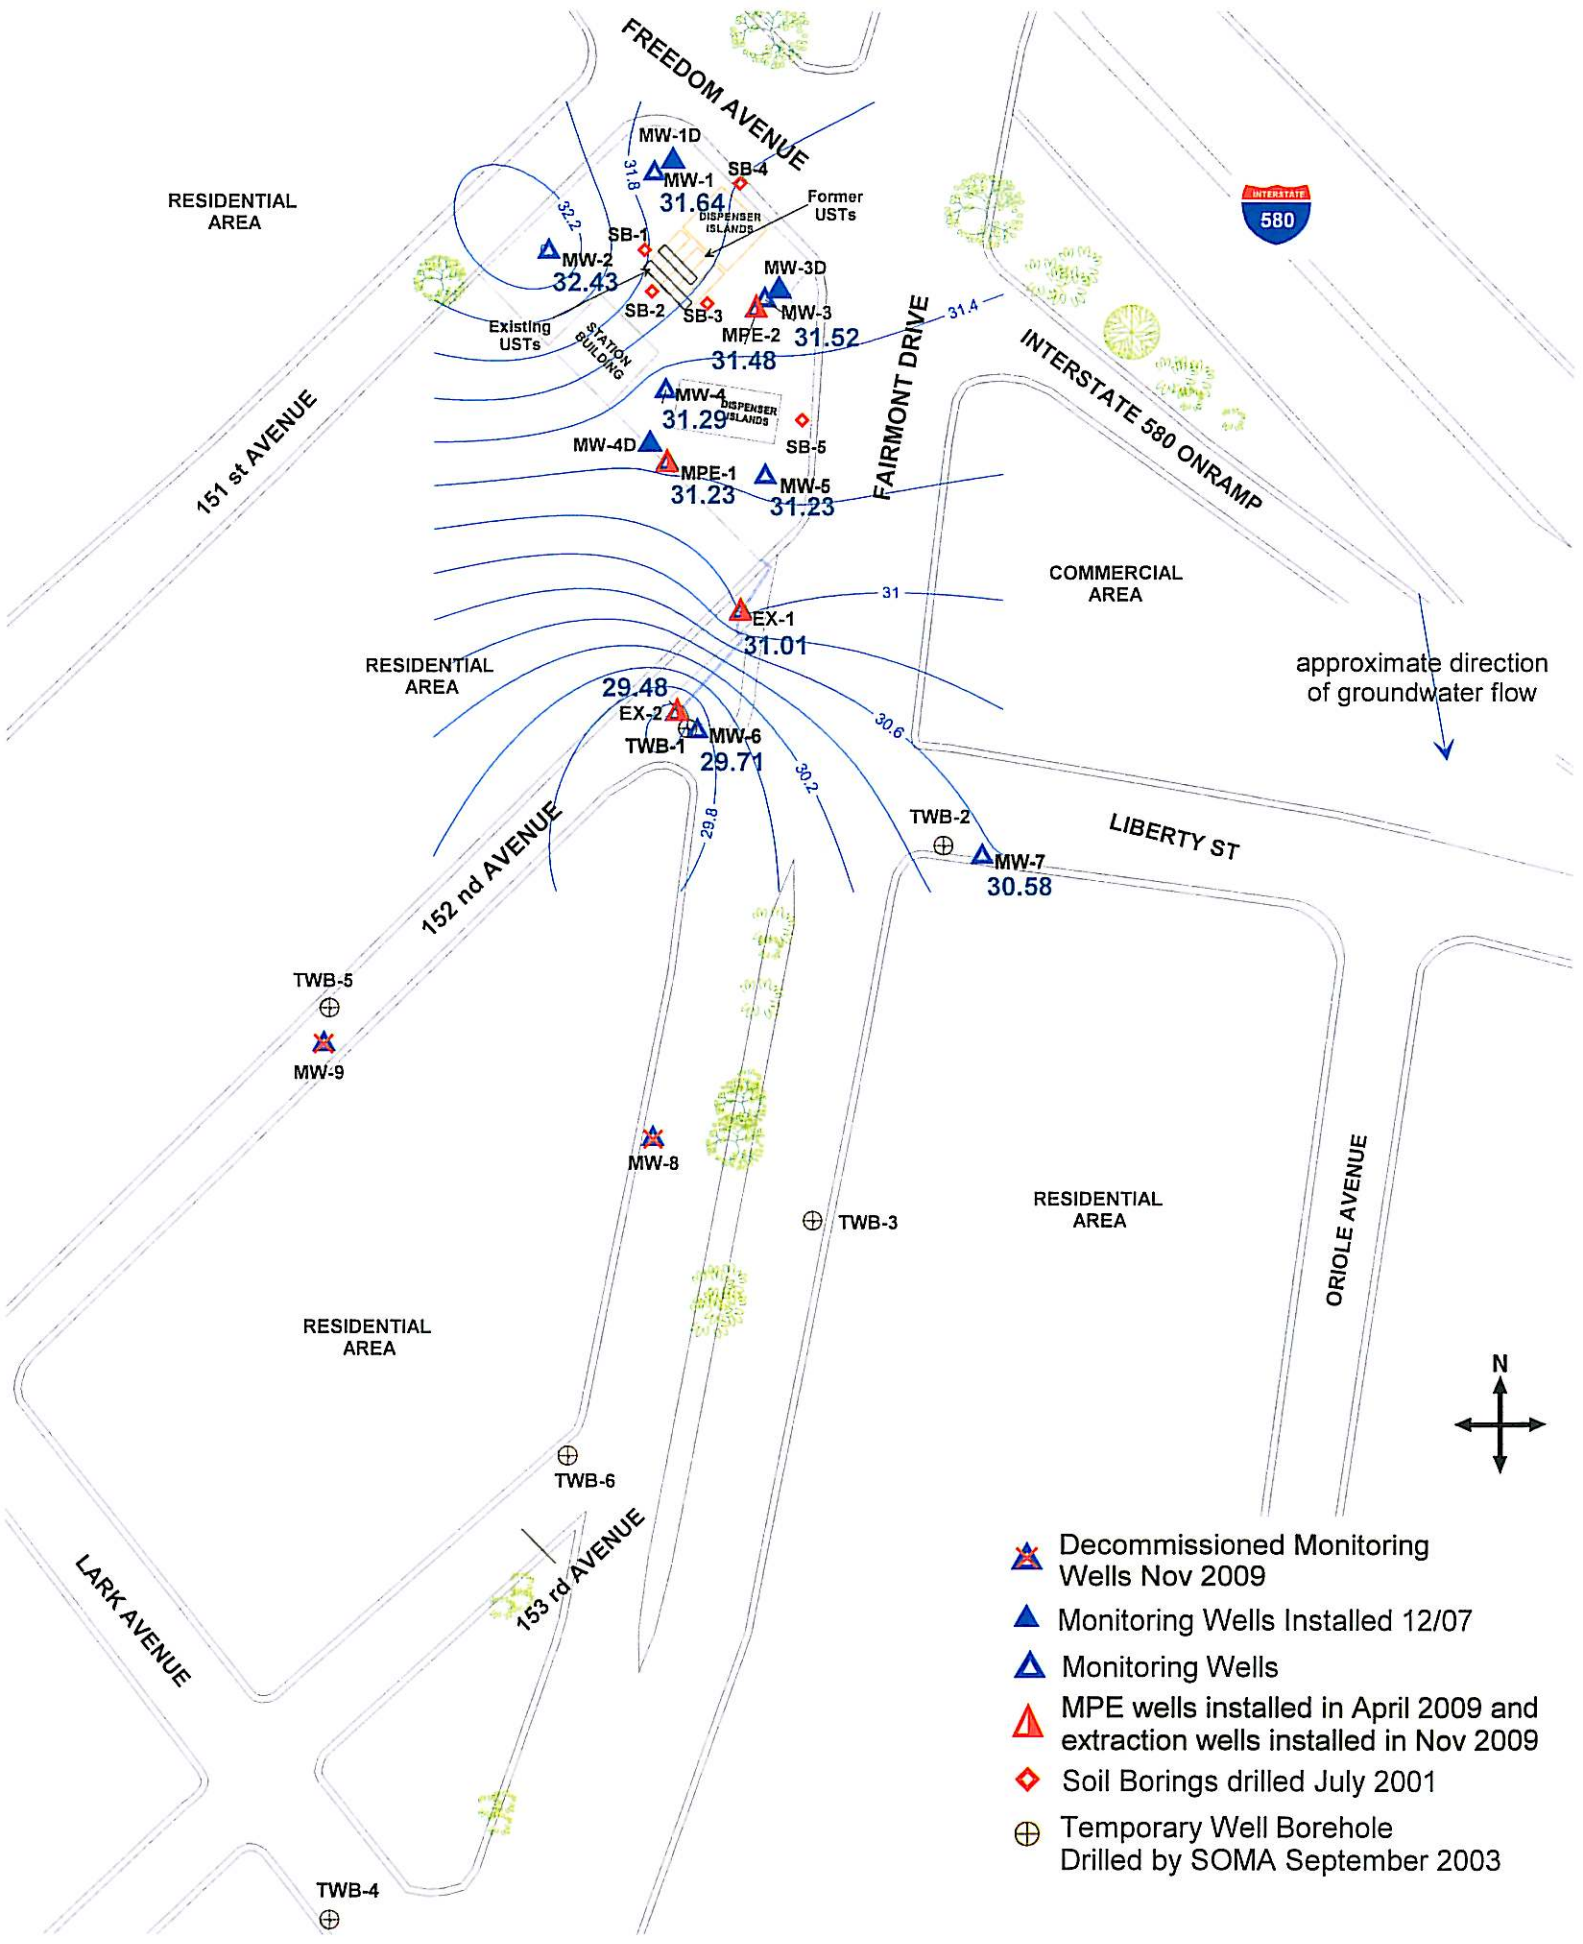 FREEDOM AVENUE
MW-1D
31.8
MW-1
31.64
SB-4
DISPENSER
ISLANDS
Former
USTs
RESIDENTIAL
AREA
32.2
SB-1
MW-2
32.43
INTERSTATE
580
MW-3D
SB-2
SB-3
MW-3
31.52
MPE-2
31.48
31.4
Existing
USTs
STATION
BUILDING
FAIRMONT DRIVE
INTERSTATE 580 ONRAMP
MW-4
31.29
DISPENSER
ISLANDS
SB-5
151 st AVENUE
MW-4D
MPE-1
31.23
MW-5
31.23
COMMERCIAL
AREA
31
EX-1
31.01
RESIDENTIAL
AREA
approximate direction
of groundwater flow
29.48
EX-2
TWB-1
MW-6
29.71
30.6
30.2
29.8
TWB-2
LIBERTY ST
MW-7
30.58
152 nd AVENUE
TWB-5
MW-9
MW-8
TWB-3
RESIDENTIAL
AREA
ORIOLE AVENUE
RESIDENTIAL
AREA
N
TWB-6
153 rd AVENUE
LARK AVENUE
TWB-4
Decommissioned Monitoring
Wells Nov 2009
Monitoring Wells Installed 12/07
Monitoring Wells
MPE wells installed in April 2009 and
extraction wells installed in Nov 2009
Soil Borings drilled July 2001
Temporary Well Borehole
Drilled by SOMA September 2003